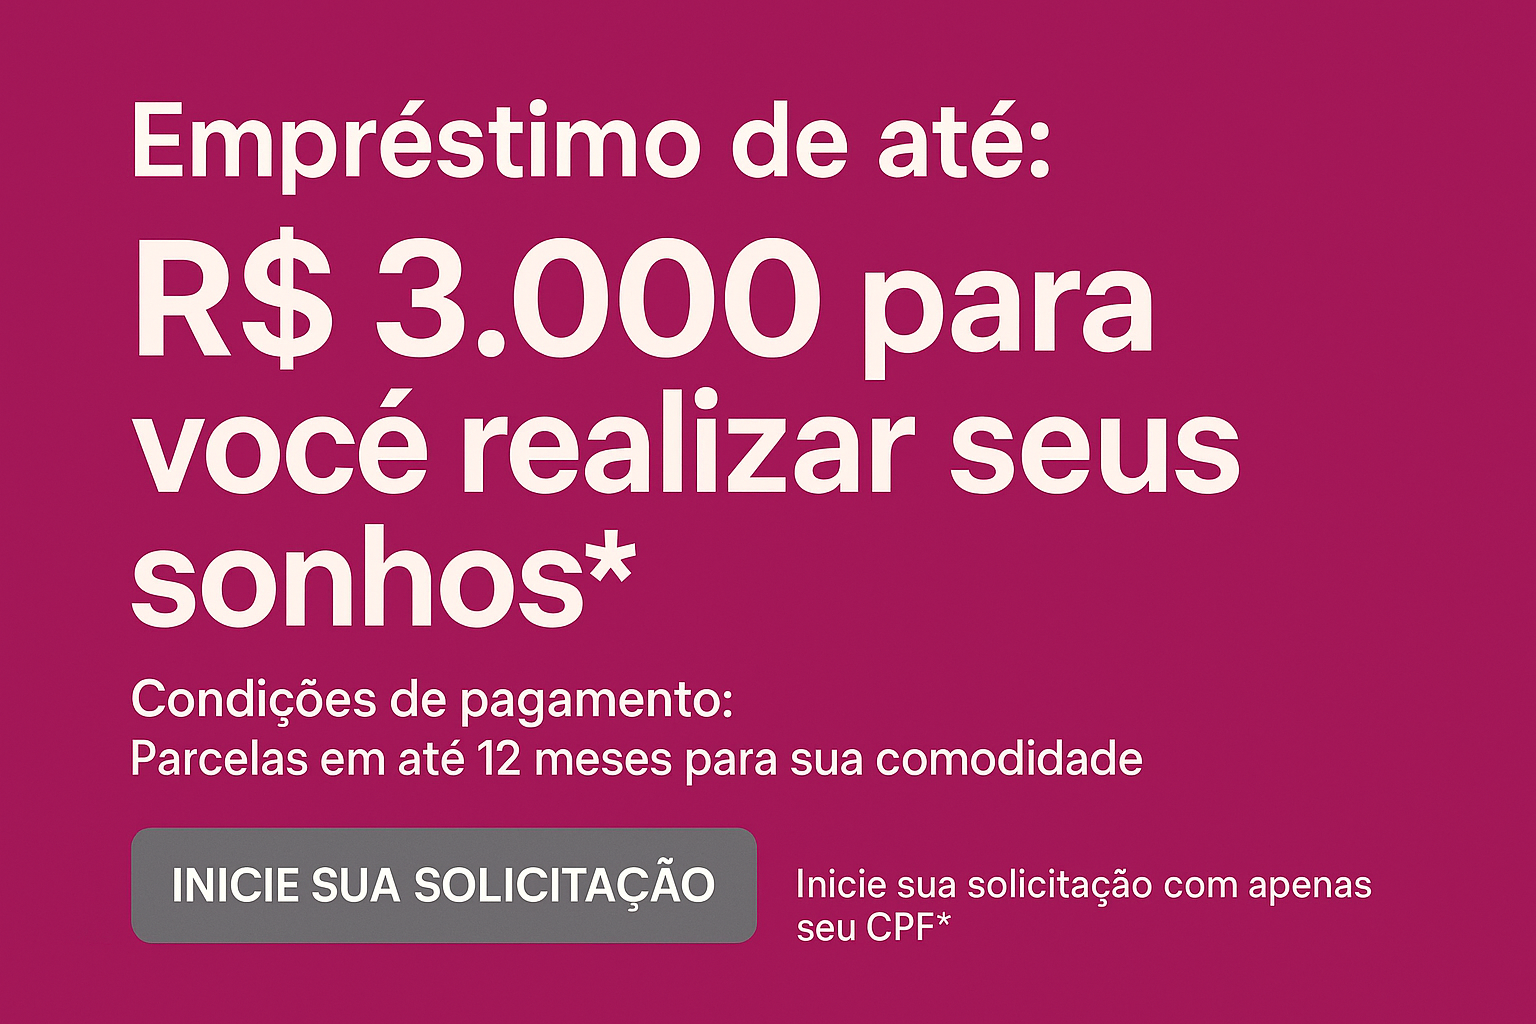 Empréstimo de até:
R$ 3.000 para
vocé realizar seus
sonhos*
Condições de pagamento:
Parcelas em até 12 meses para sua comodidade
INICIE SUA SOLICITAÇÃO
Inicie sua solicitação com apenas
seu CPF*